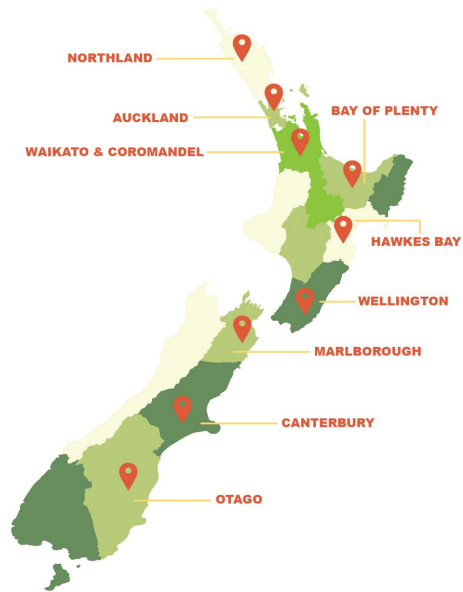 NORTHLAND
BAY OF PLENTY
AUCKLAND
WAIKATO & COROMANDEL
HAWKES BAY
WELLINGTON
MARLBOROUGH
CANTERBURY
OTAGO